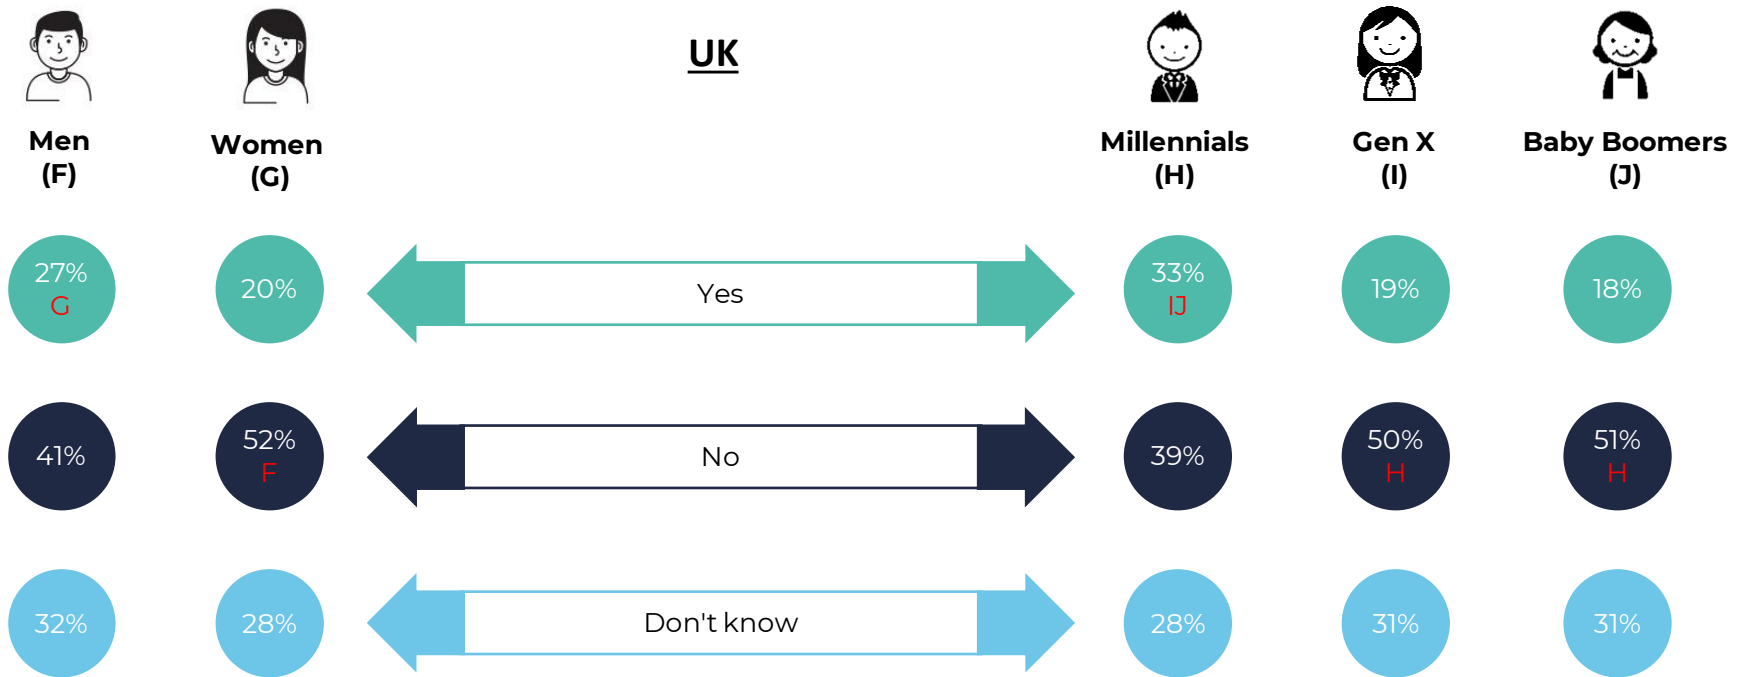 UK
Men
(F)
Women
(G)
Millennials
(H)
Gen X
(I)
Baby Boomers
(J)
27%
G
20%
Yes
33%
IJ
19%
18%
41%
52%
F
No
39%
50%
H
51%
H
32%
28%
Don't know
28%
31%
31%